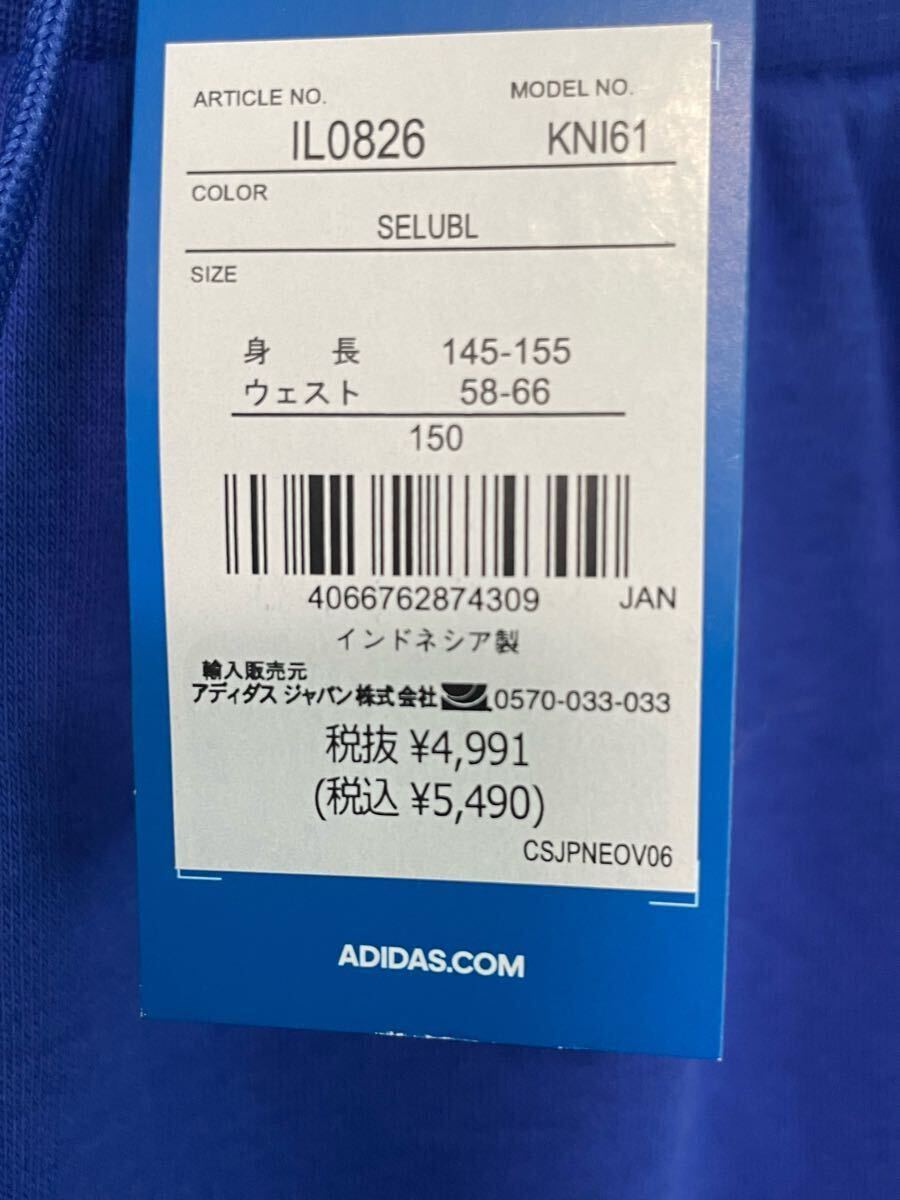 ARTICLE NO. MODEL NO.
IL0826 KNI61
COLOR
SELUBL
SIZE
身 長 145-155
ウェスト 58-66
150
4066762874309 JAN
インドネシア製
輸入販売元
アディダス ジャパン株式会社 0570-033-033
税抜 ¥4,991
(税込 ¥5,490)
CSJPNEOV06
ADIDAS.COM